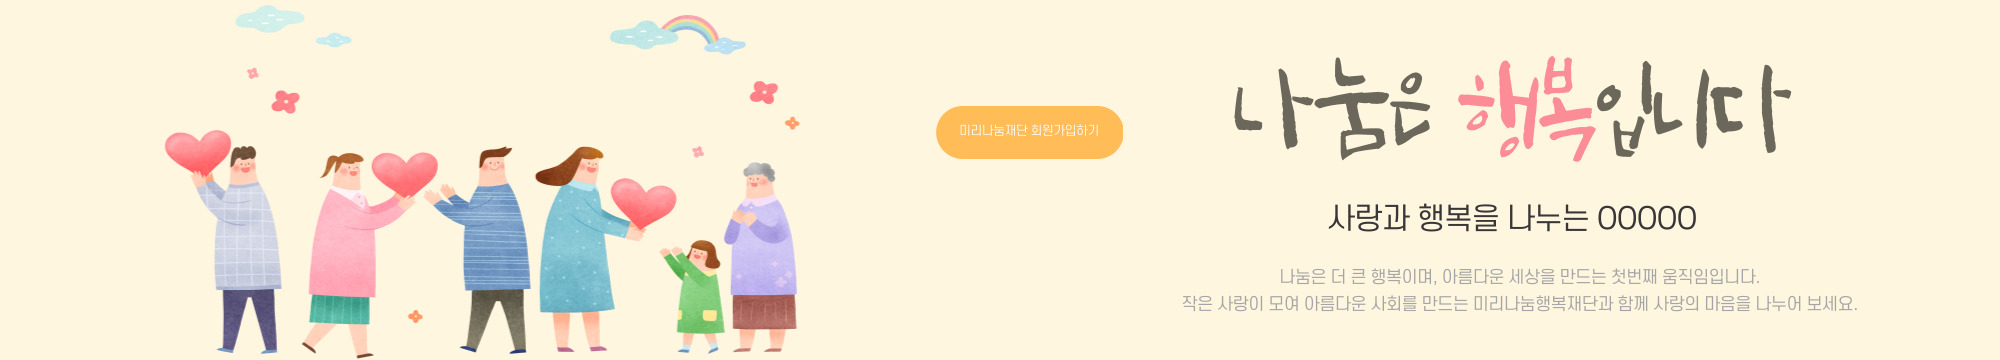 미리나눔재단 회원가입하기
나눔은 행복입니다
사랑과 행복을 나누는 OOOOO
나눔은 더 큰 행복이며, 아름다운 세상을 만드는 첫번째 움직임입니다.
작은 사랑이 모여 아름다운 사회를 만드는 미리나눔행복재단과 함께 사랑의 마음을 나누어 보세요.